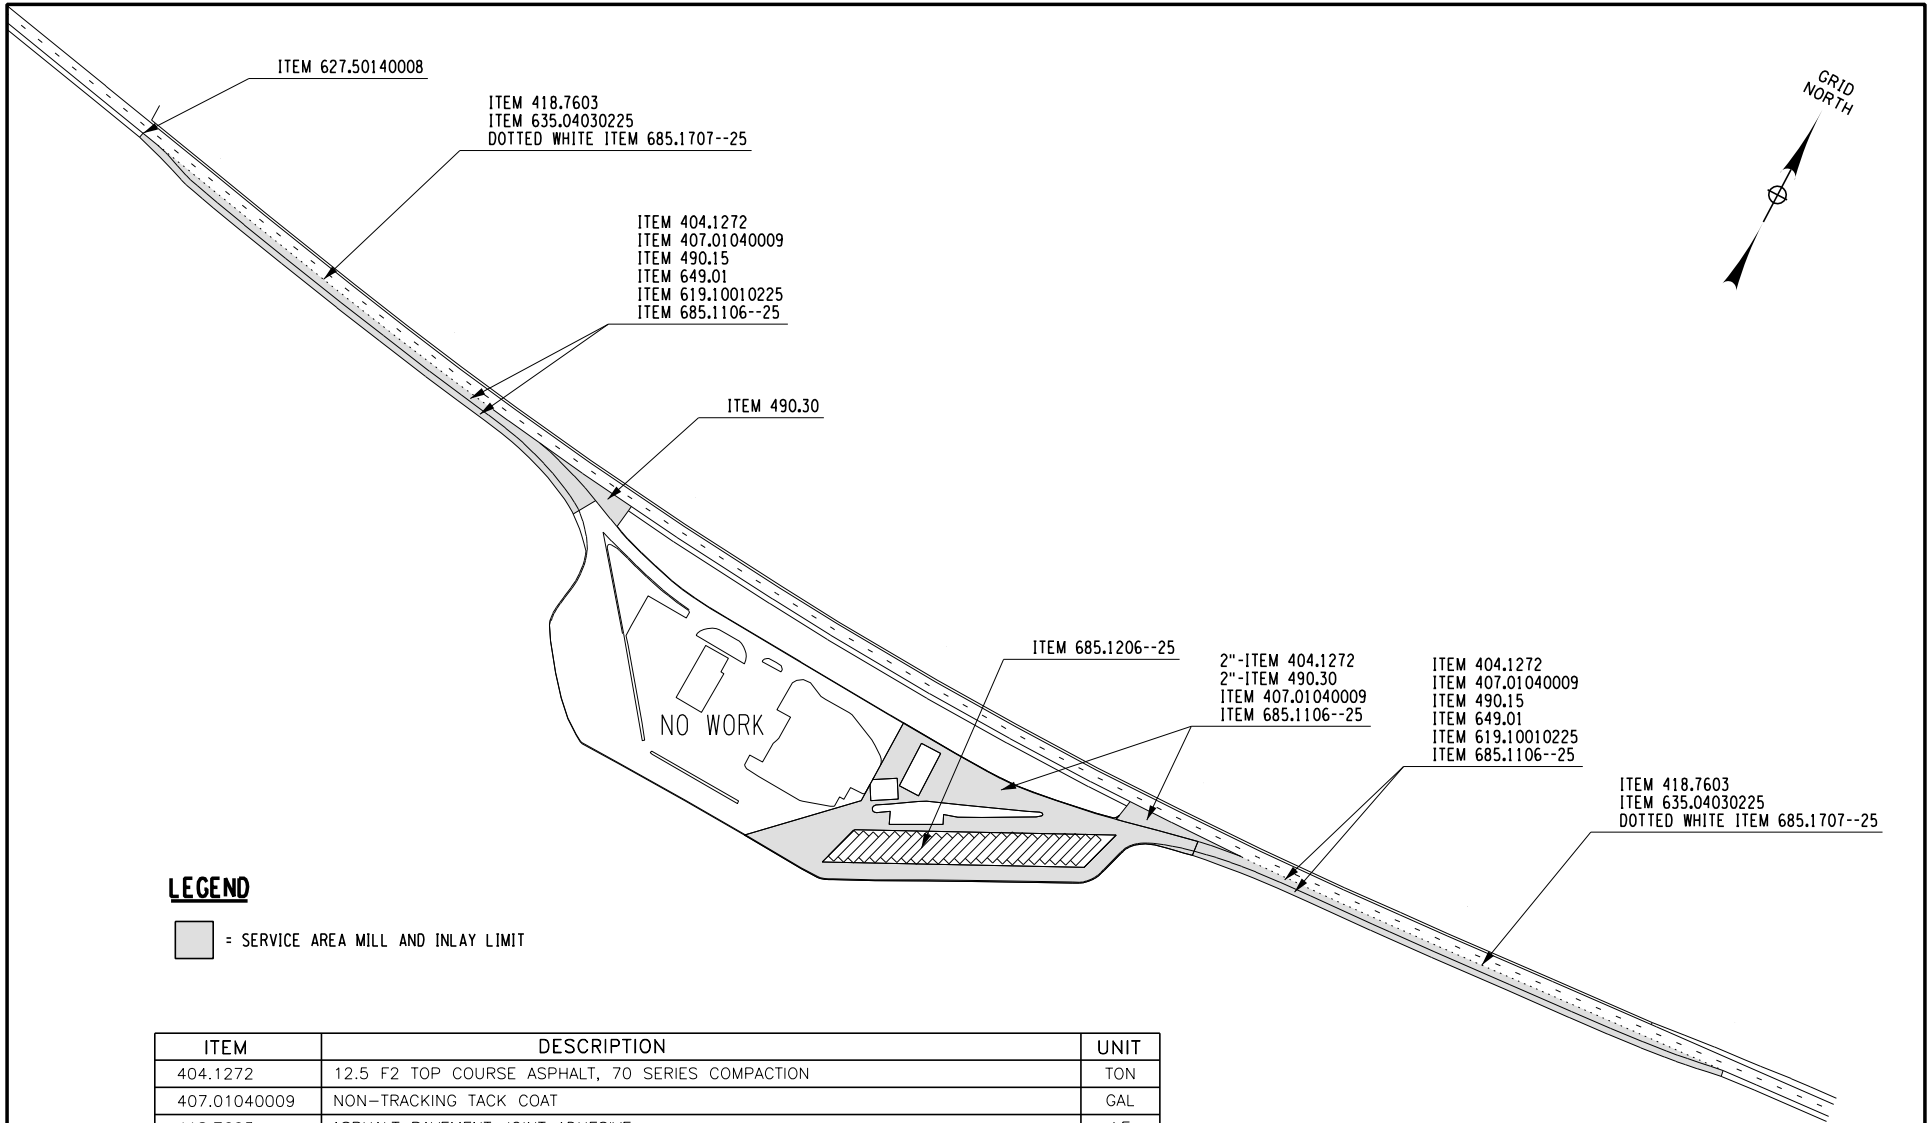 ITEM 627.50140008
GRID
NORTH
ITEM 418.7603
ITEM 635.04030225
DOTTED WHITE ITEM 685.1707--25
ITEM 404.1272
ITEM 407.01040009
ITEM 490.15
ITEM 649.01
ITEM 619.10010225
ITEM 685.1106--25
ITEM 490.30
ITEM 685.1206--25
2"-ITEM 404.1272
2"-ITEM 490.30
ITEM 407.01040009
ITEM 685.1106--25
ITEM 404.1272
ITEM 407.01040009
ITEM 490.15
ITEM 649.01
ITEM 619.10010225
ITEM 685.1106--25
NO WORK
ITEM 418.7603
ITEM 635.04030225
DOTTED WHITE ITEM 685.1707--25
LEGEND
= SERVICE AREA MILL AND INLAY LIMIT
ITEM DESCRIPTION UNIT
404.1272 12.5 F2 TOP COURSE ASPHALT, 70 SERIES COMPACTION TON
407.01040009 NON-TRACKING TACK COAT GAL